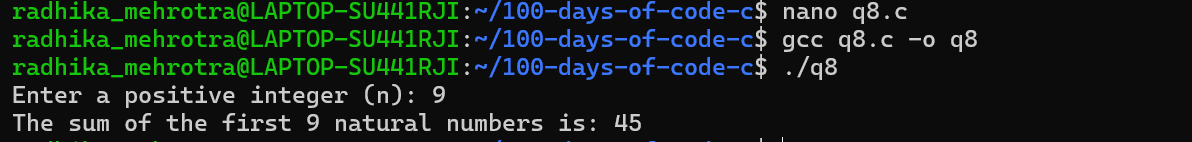 radhika_mehrotra@LAPTOP-SU441RJI:~/100-days-of-code-c$ nano q8.c
radhika_mehrotra@LAPTOP-SU441RJI:~/100-days-of-code-c$ gcc q8.c -o q8
radhika_mehrotra@LAPTOP-SU441RJI:~/100-days-of-code-c$ ./q8
Enter a positive integer (n): 9
The sum of the first 9 natural numbers is: 45